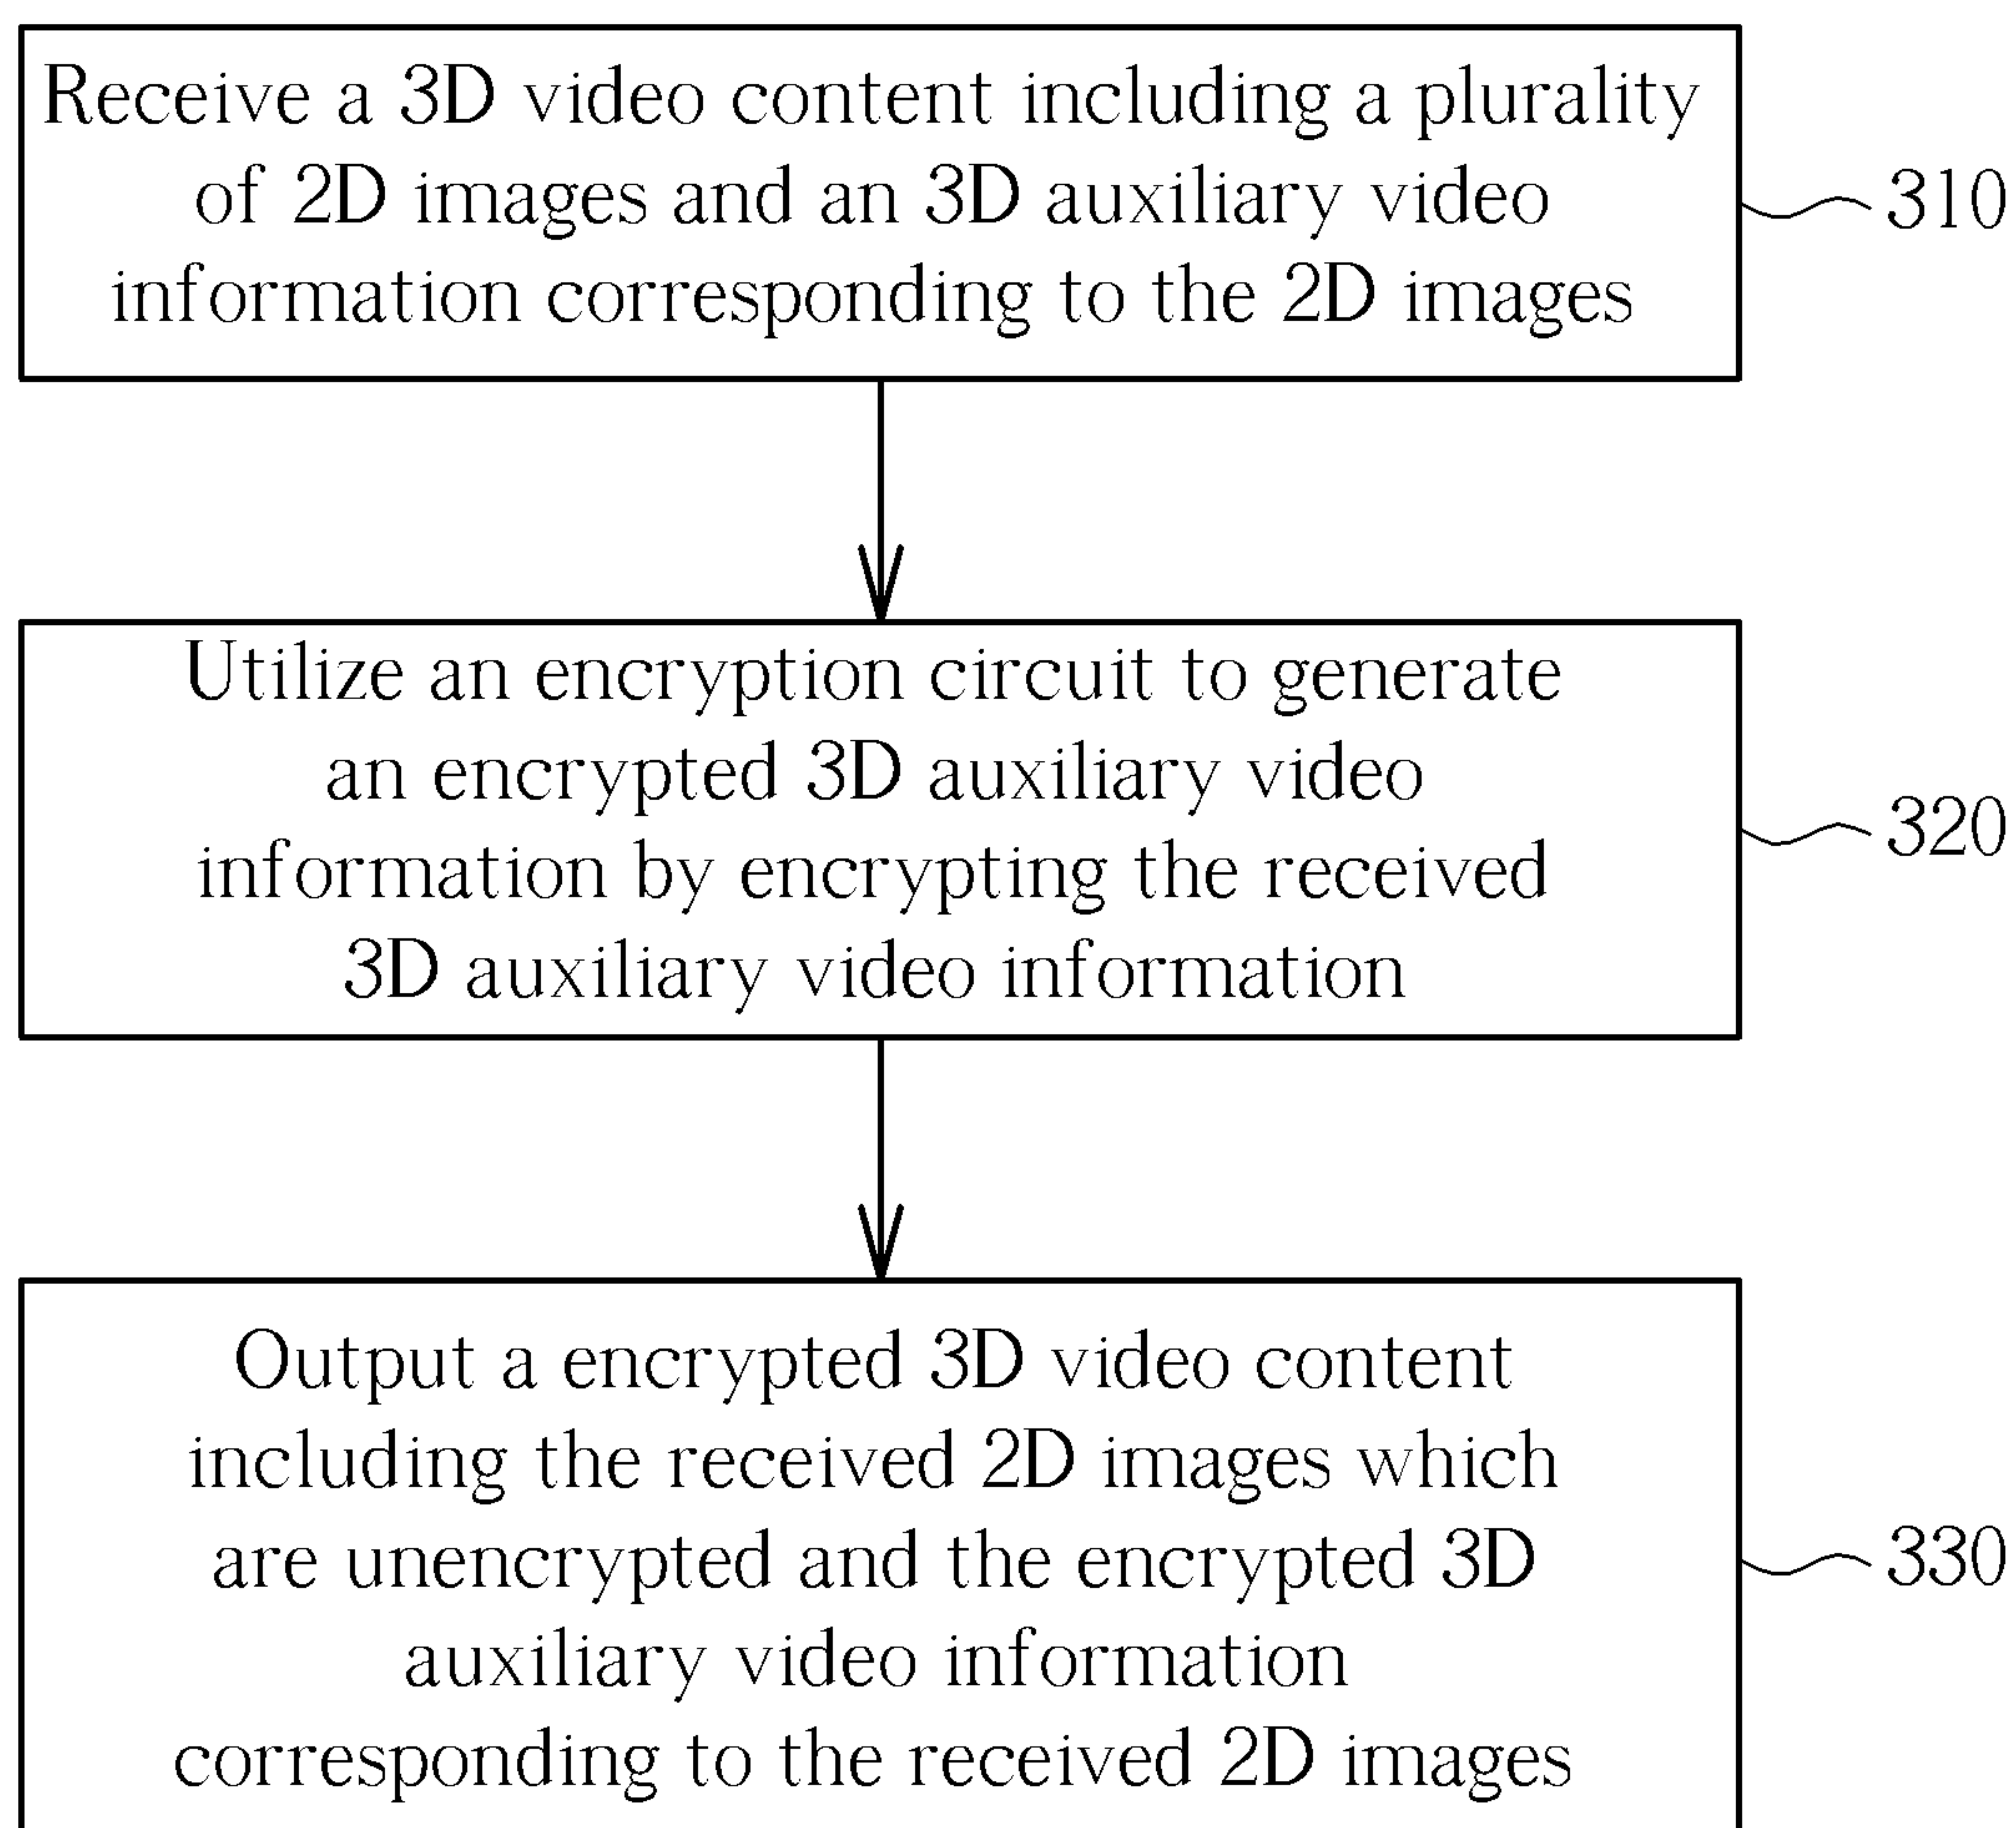 Receive a 3D video content including a plurality
of 2D images and an 3D auxiliary video
information corresponding to the 2D images
310
Utilize an encryption circuit to generate
an encrypted 3D auxiliary video
information by encrypting the received
3D auxiliary video information
320
Output a encrypted 3D video content
including the received 2D images which
are unencrypted and the encrypted 3D
auxiliary video information
corresponding to the received 2D images
330